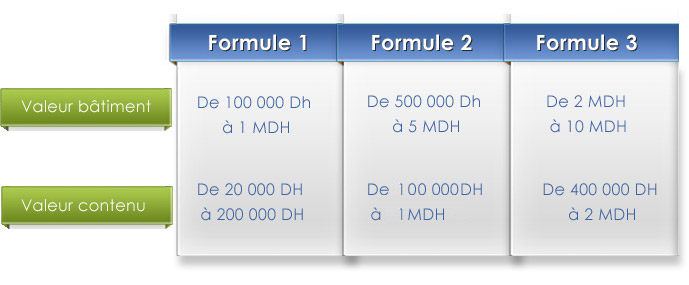 Formule 1 Formule 2 Formule 3
Valeur bâtiment De 100 000 Dh De 500 000 Dh De 2 MDH
à 1 MDH à 5 MDH à 10 MDH
Valeur contenu De 20 000 DH De 100 000DH De 400 000 DH
à 200 000 DH à 1MDH à 2 MDH